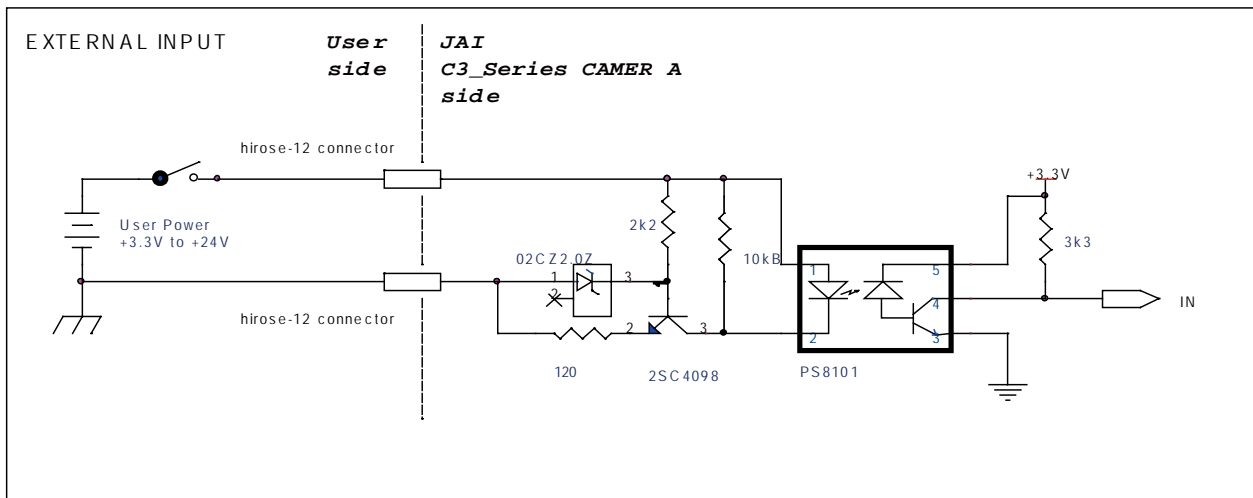 EXTERNAL INPUT
User side
JAI
C3_Series CAMER A
side
hirose-12 connector
+3.3V
User Power
+3.3V to +24V
2k2
10kB
3k3
02CZ2.0Z
1
2
3
1
5
4
IN
hirose-12 connector
2
3
2
3
120
2SC4098
PS8101